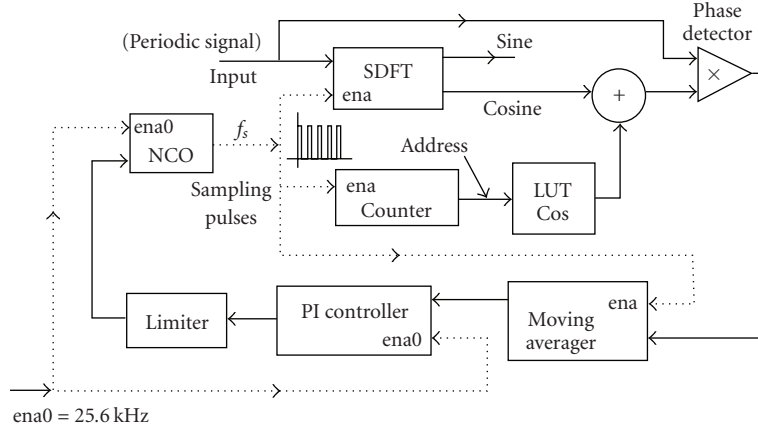 Phase
detector
(Periodic signal)
Input
SDFT
ena
Sine
Cosine
×
+
ena0
NCO
fs
Sampling
pulses
Address
ena
Counter
LUT
Cos
Limiter
PI controller
ena0
ena
Moving
averager
ena0 = 25.6 kHz